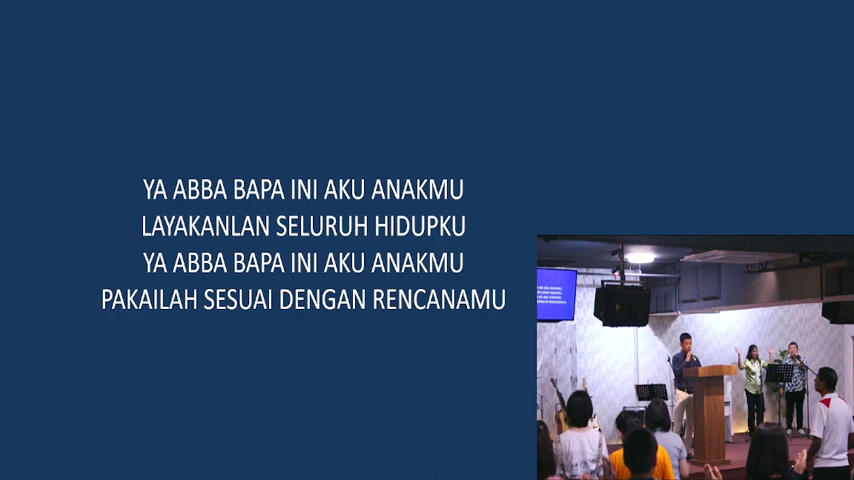 YA ABBA BAPA INI AKU ANAKMU
LAYAKANLAN SELURUH HIDUPKU
YA ABBA BAPA INI AKU ANAKMU
PAKAILAH SESUAI DENGAN RENCANAMU